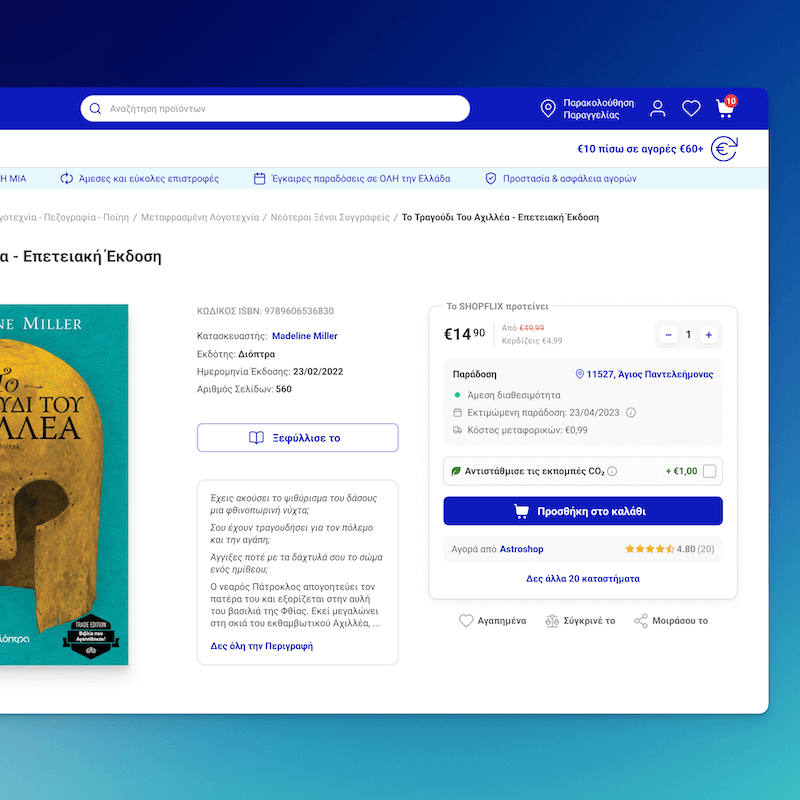 Αναζήτηση προϊόντων
Παρακολούθηση
Παραγγελίας
10
€10 πίσω σε αγορές €60+
Η ΜΙΑ
Άμεσες και εύκολες επιστροφές
Έγκαιρες παραδόσεις σε ΟΛΗ την Ελλάδα
Προστασία & ασφάλεια αγορών
γοτεχνία - Πεζογραφία - Ποίηση / Μεταφρασμένη Λογοτεχνία / Νεότεροι Ξένοι Συγγραφείς / Το Τραγούδι Του Αχιλλέα - Επετειακή Έκδοση
α - Επετειακή Έκδοση
NE MILLER
Το
ΥΔΙ ΤΟΥ
ΛΛΕΑ
TRADE EDITION
Βιβλία που
Αγαπήθηκαν!
ιόπτρα
ΚΩΔΙΚΟΣ ISBN: 9789606536830
Κατασκευαστής: Madeline Miller
Εκδότης: Διόπτρα
Ημερομηνία Έκδοσης: 23/02/2022
Αριθμός Σελίδων: 560
Ξεφύλλισε το
Έχεις ακούσει το ψιθύρισμα του δάσους
μια φθινοπωρινή νύχτα;
Σου έχουν τραγουδήσει για τον πόλεμο
και την αγάπη;
Άγγιξες ποτέ με τα δάχτυλά σου το σώμα
ενός ημίθεου;
Ο νεαρός Πάτροκλος απογοητεύει τον
πατέρα του και εξορίζεται στην αυλή
του βασιλιά της Φθίας. Εκεί μεγαλώνει
στη σκιά του εκθαμβωτικού Αχιλλέα, ...
Δες όλη την Περιγραφή
Το SHOPFLIX προτείνει
€14 90
Από €49,99
Κερδίζεις €4,99
− 1 +
Παράδοση
11527, Άγιος Παντελεήμονας
Άμεση διαθεσιμότητα
Εκτιμώμενη παράδοση: 23/04/2023
Κόστος μεταφορικών: €0,99
Αντιστάθμισε τις εκπομπές CO₂
+ €1,00
Προσθήκη στο καλάθι
Αγορά από Astroshop
4.80 (20)
Δες άλλα 20 καταστήματα
Αγαπημένα
Σύγκρινέ το
Μοιράσου το